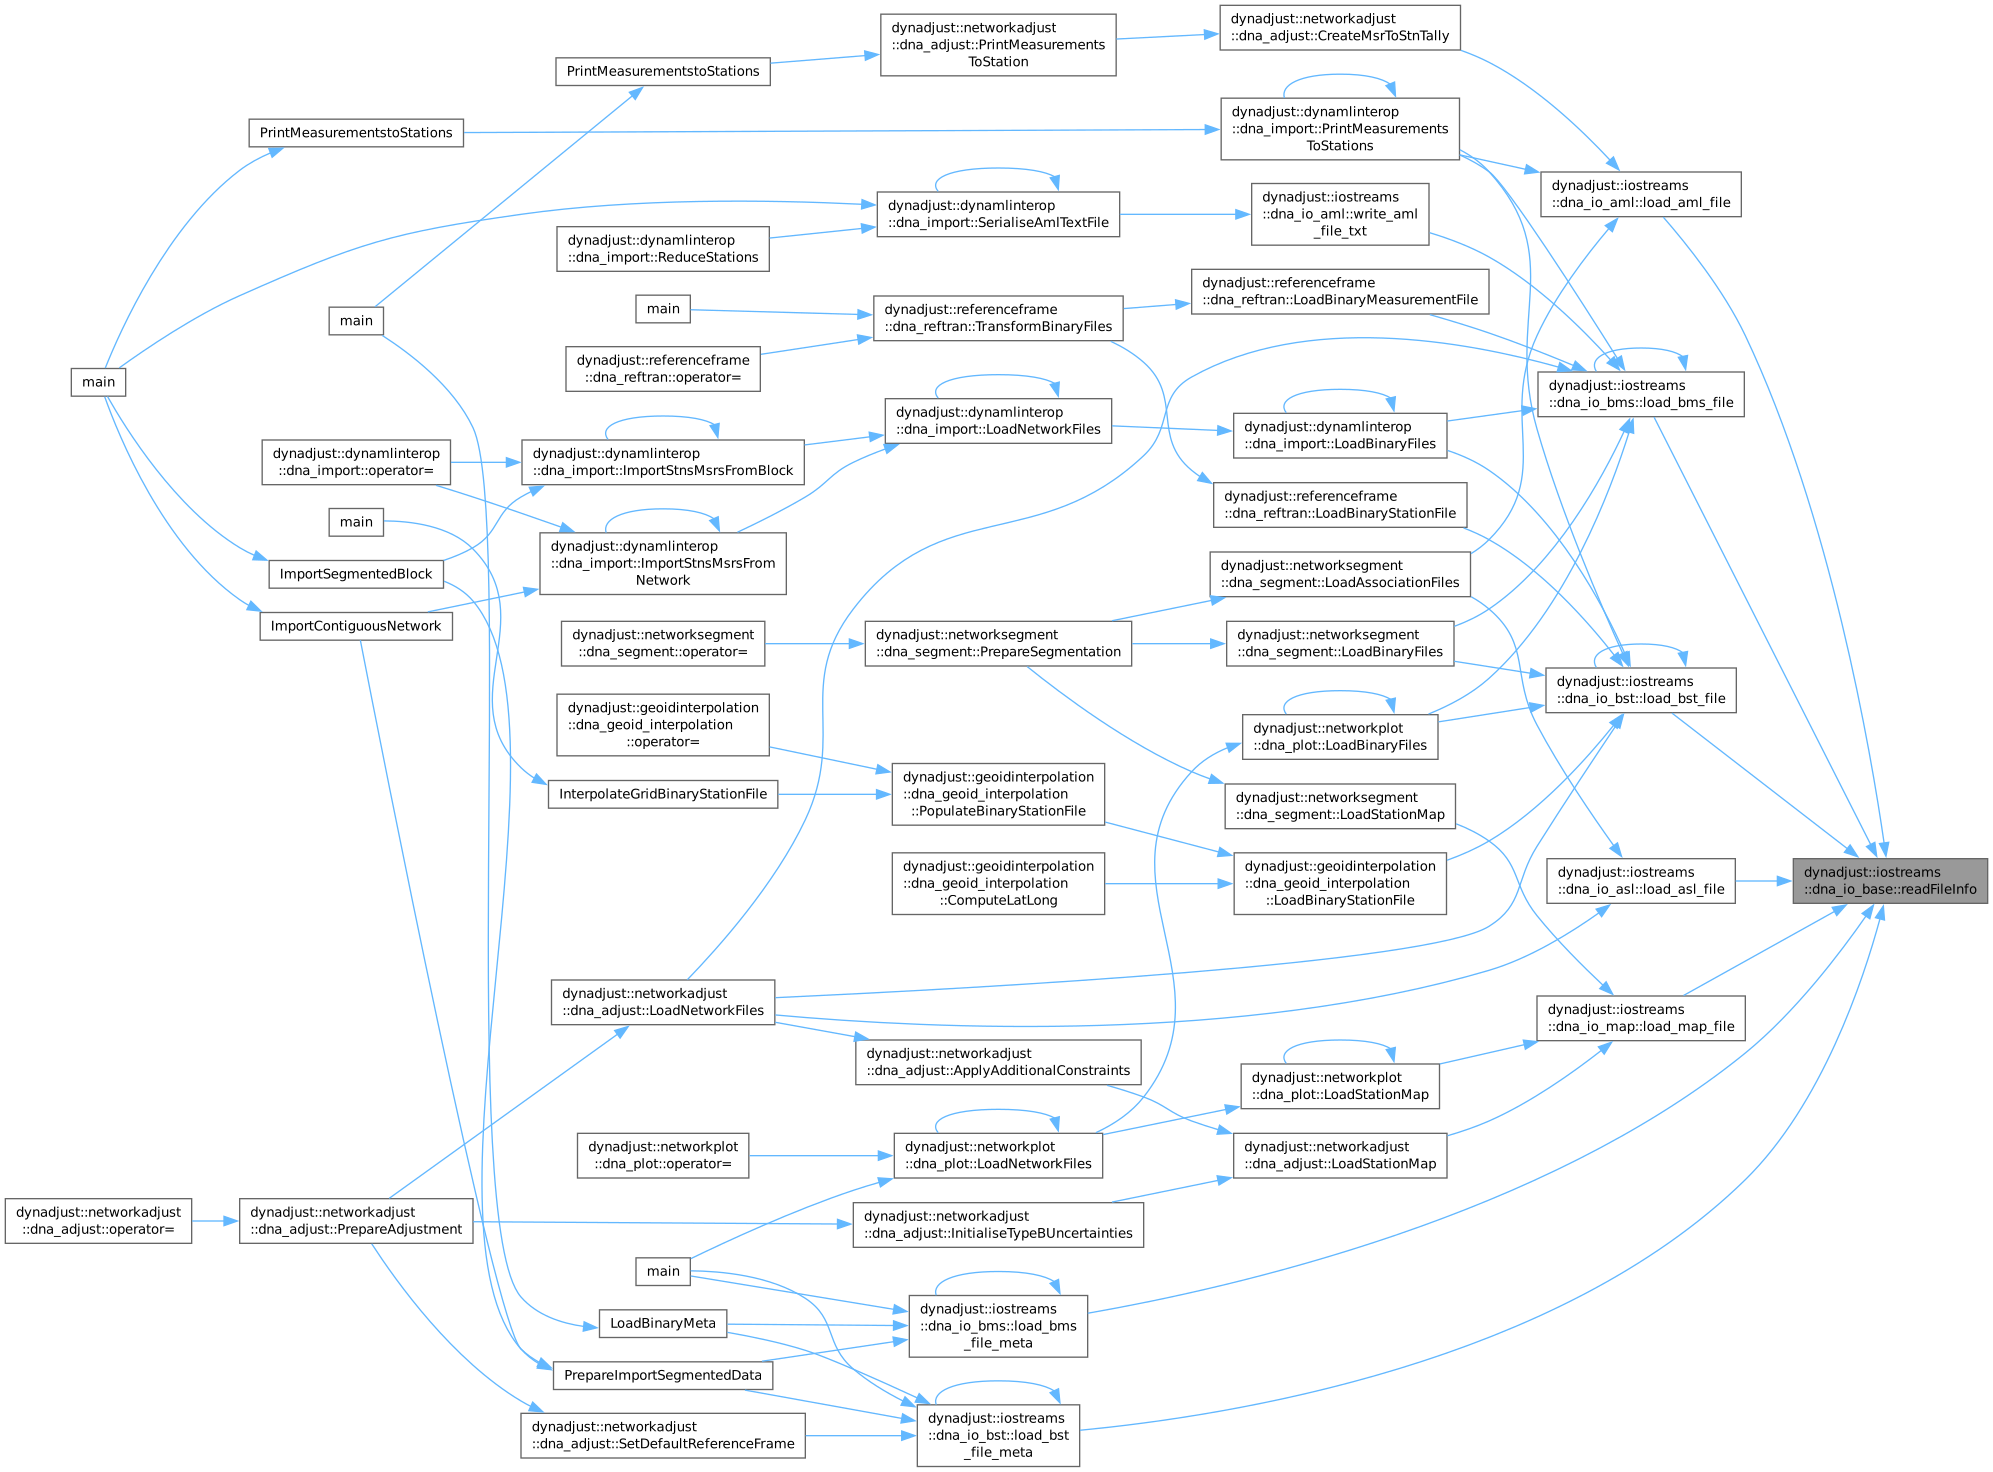 dynadjust::networkadjust
::dna_adjust::CreateMsrToStnTally
dynadjust::networkadjust
::dna_adjust::PrintMeasurements
ToStation
PrintMeasurementstoStations
dynadjust::dynamlinterop
::dna_import::PrintMeasurements
ToStations
PrintMeasurementstoStations
dynadjust::iostreams
::dna_io_aml::load_aml_file
dynadjust::dynamlinterop
::dna_import::SerialiseAmlTextFile
dynadjust::iostreams
::dna_io_aml::write_aml
_file_txt
dynadjust::dynamlinterop
::dna_import::ReduceStations
dynadjust::referenceframe
::dna_reftran::LoadBinaryMeasurementFile
main
dynadjust::referenceframe
::dna_reftran::TransformBinaryFiles
main
dynadjust::referenceframe
::dna_reftran::operator=
main
dynadjust::iostreams
::dna_io_bms::load_bms_file
dynadjust::dynamlinterop
::dna_import::LoadNetworkFiles
dynadjust::dynamlinterop
::dna_import::LoadBinaryFiles
dynadjust::dynamlinterop
::dna_import::operator=
dynadjust::dynamlinterop
::dna_import::ImportStnsMsrsFromBlock
dynadjust::referenceframe
::dna_reftran::LoadBinaryStationFile
main
dynadjust::dynamlinterop
::dna_import::ImportStnsMsrsFrom
Network
ImportSegmentedBlock
dynadjust::networksegment
::dna_segment::LoadAssociationFiles
ImportContiguousNetwork
dynadjust::networksegment
::dna_segment::operator=
dynadjust::networksegment
::dna_segment::PrepareSegmentation
dynadjust::networksegment
::dna_segment::LoadBinaryFiles
dynadjust::iostreams
::dna_io_bst::load_bst_file
dynadjust::geoidinterpolation
::dna_geoid_interpolation
::operator=
dynadjust::networkplot
::dna_plot::LoadBinaryFiles
InterpolateGridBinaryStationFile
dynadjust::geoidinterpolation
::dna_geoid_interpolation
::PopulateBinaryStationFile
dynadjust::networksegment
::dna_segment::LoadStationMap
dynadjust::geoidinterpolation
::dna_geoid_interpolation
::ComputeLatLong
dynadjust::geoidinterpolation
::dna_geoid_interpolation
::LoadBinaryStationFile
dynadjust::iostreams
::dna_io_asl::load_asl_file
dynadjust::iostreams
::dna_io_base::readFileInfo
dynadjust::networkadjust
::dna_adjust::LoadNetworkFiles
dynadjust::iostreams
::dna_io_map::load_map_file
dynadjust::networkadjust
::dna_adjust::ApplyAdditionalConstraints
dynadjust::networkplot
::dna_plot::LoadStationMap
dynadjust::networkplot
::dna_plot::operator=
dynadjust::networkplot
::dna_plot::LoadNetworkFiles
dynadjust::networkadjust
::dna_adjust::LoadStationMap
dynadjust::networkadjust
::dna_adjust::operator=
dynadjust::networkadjust
::dna_adjust::PrepareAdjustment
dynadjust::networkadjust
::dna_adjust::InitialiseTypeBUncertainties
main
LoadBinaryMeta
dynadjust::iostreams
::dna_io_bms::load_bms
_file_meta
PrepareImportSegmentedData
dynadjust::networkadjust
::dna_adjust::SetDefaultReferenceFrame
dynadjust::iostreams
::dna_io_bst::load_bst
_file_meta